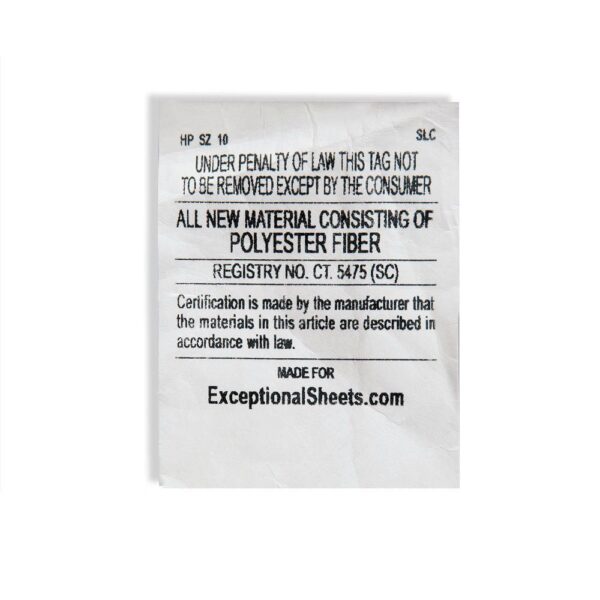 HP SZ 10 SLC
UNDER PENALTY OF LAW THIS TAG NOT
TO BE REMOVED EXCEPT BY THE CONSUMER
ALL NEW MATERIAL CONSISTING OF
POLYESTER FIBER
REGISTRY NO. CT. 5475 (SC)
Certification is made by the manufacturer that
the materials in this article are described in
accordance with law.
MADE FOR
ExceptionalSheets.com